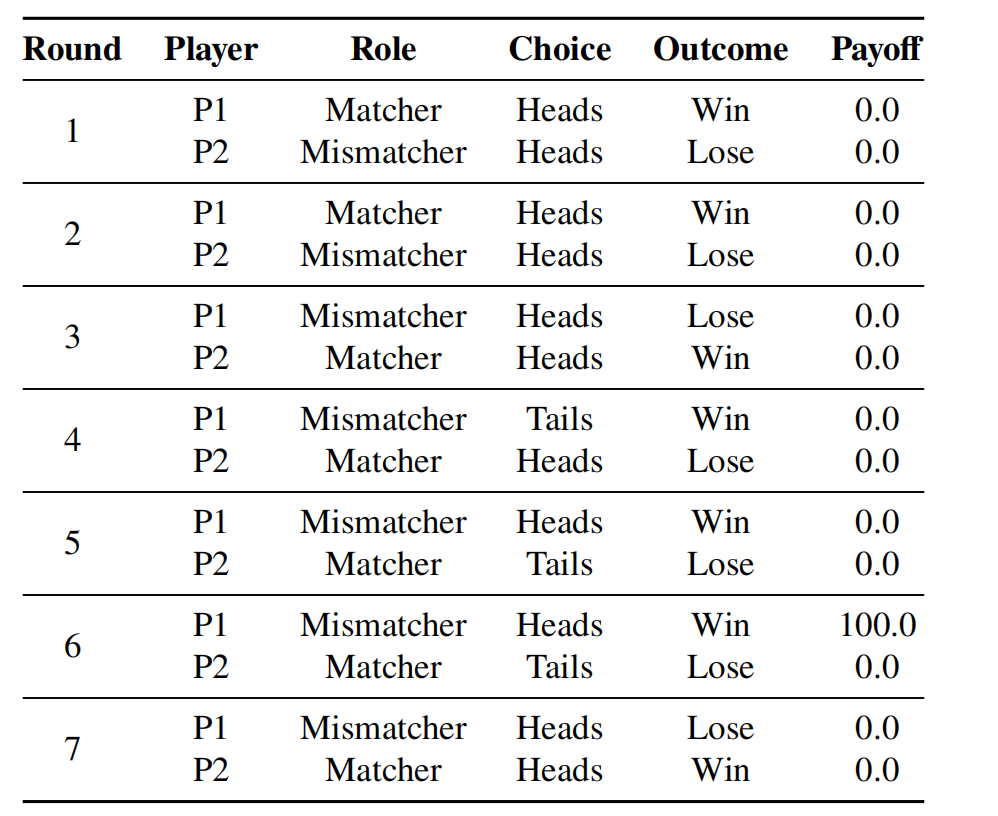 Round Player Role Choice Outcome Payoff
1 P1 Matcher Heads Win 0.0
P2 Mismatcher Heads Lose 0.0
2 P1 Matcher Heads Win 0.0
P2 Mismatcher Heads Lose 0.0
3 P1 Mismatcher Heads Lose 0.0
P2 Matcher Heads Win 0.0
4 P1 Mismatcher Tails Win 0.0
P2 Matcher Heads Lose 0.0
5 P1 Mismatcher Heads Win 0.0
P2 Matcher Tails Lose 0.0
6 P1 Mismatcher Heads Win 100.0
P2 Matcher Tails Lose 0.0
7 P1 Mismatcher Heads Lose 0.0
P2 Matcher Heads Win 0.0